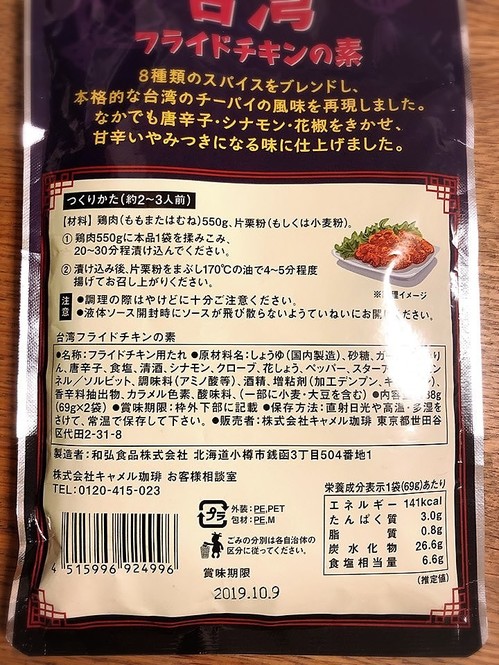 台湾
フライドチキンの素
8種類のスパイスをブレンドし、
本格的な台湾のチーパイの風味を再現しました。
なかでも唐辛子・シナモン・花椒をきかせ、
甘辛いやみつきになる味に仕上げました。
つくりかた(約2~3人前)
【材料】鶏肉(ももまたはむね)550g、片栗粉(もしくは小麦粉)。
① 鶏肉550gに本品1袋を揉みこみ、
20~30分程漬け込んでください。
② 漬け込み後、片栗粉をまぶし170℃の油で4~5分程度
揚げてお召し上がりください。
※調理イメージ
注意
●調理の際はやけどに十分ご注意ください。
●液体ソース開封時にソースが飛び散らないようていねいにお開け
台湾フライドチキンの素
●名称:フライドチキン用たれ ●原材料名:しょうゆ(国内製造)、砂糖、ガー
ん、唐辛子、食塩、清酒、シナモン、クローブ、花しょう、ペッパー、スター
ンネル/ソルビット、調味料(アミノ酸等)、酒精、増粘剤(加工デンプン、キ
香辛料抽出物、カラメル色素、酸味料、(一部に小麦・大豆を含む)
(69g×2袋) ●賞味期限:枠外下部に記載 ●保存方法:直射日光や高温・多湿を
さけて、常温で保存して下さい。 ●販売者:株式会社キャメル珈琲 東京都世田谷
区代田2-31-8
製造者:和弘食品株式会社 北海道小樽市銭函3丁目504番地1
株式会社キャメル珈琲 お客様相談室
TEL:0120-415-023
4 515996 924996
プラ
外装:PE,PET
包材:PE,M
ごみの分別は各自治体の
区分に従ってください。
賞味期限
2019.10.9
栄養成分表示1袋(69g)あたり
エネルギー 141kcal
たんぱく質 3.0g
脂質 0.8g
炭水化物 26.6g
食塩相当量 6.6g
(推定値)